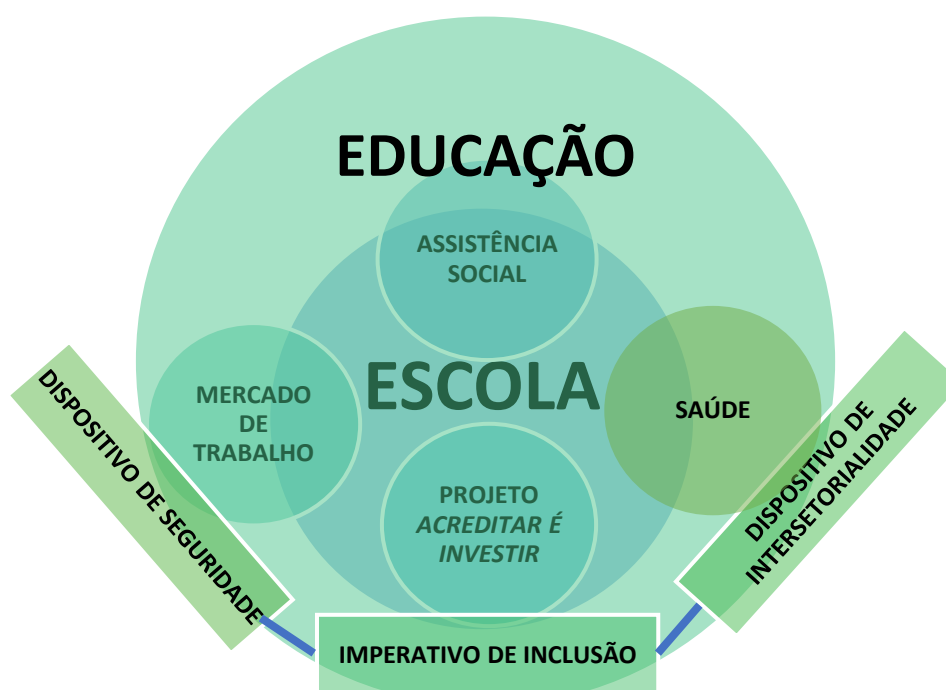 EDUCAÇÃO
ASSISTÊNCIA
SOCIAL
ESCOLA
MERCADO
DE
TRABALHO
SAÚDE
PROJETO
ACREDITAR É
INVESTIR
DISPOSITIVO DE SEGURIDADE
IMPERATIVO DE INCLUSÃO
DISPOSITIVO DE
INTERSETORIALIDADE